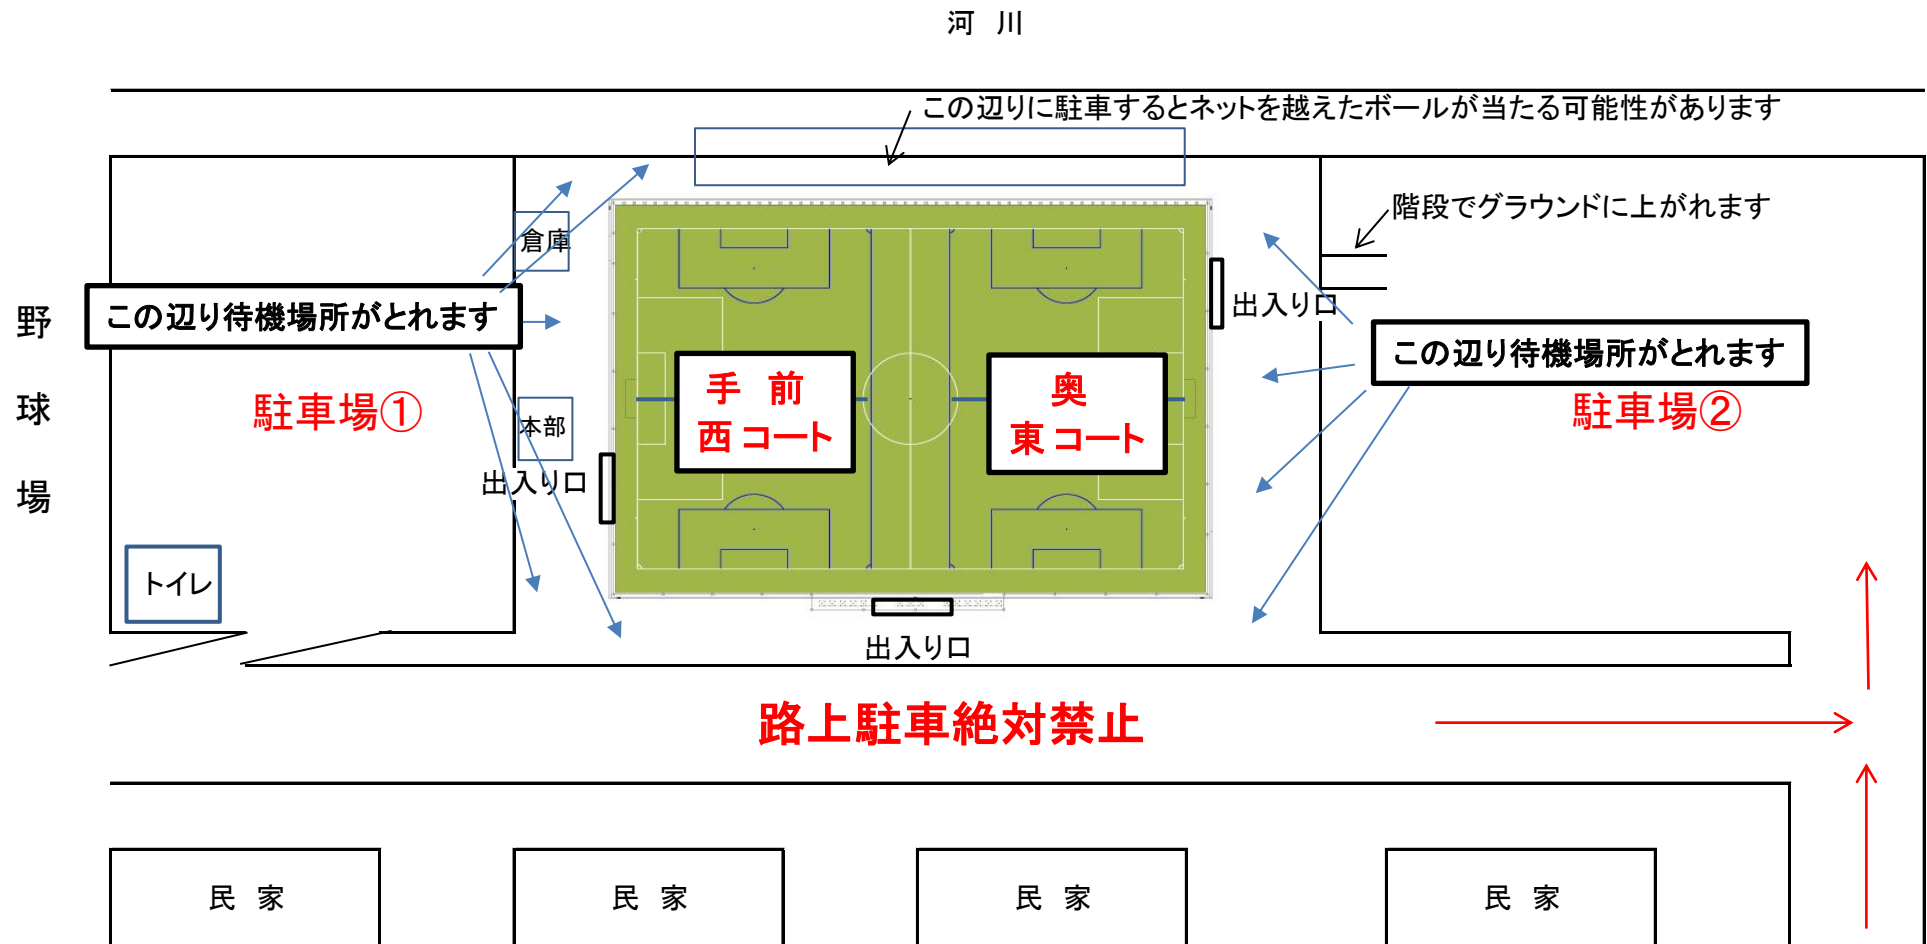 河 川
この辺りに駐車するとネットを越えたボールが当たる可能性があります
階段でグラウンドに上がれます
倉庫
出入り口
野球場
この辺り待機場所がとれます
この辺り待機場所がとれます
手 前
西 コート
奥
東 コート
駐車場①
駐車場②
本部
出入り口
トイレ
出入り口
路上駐車絶対禁止
民 家
民 家
民 家
民 家